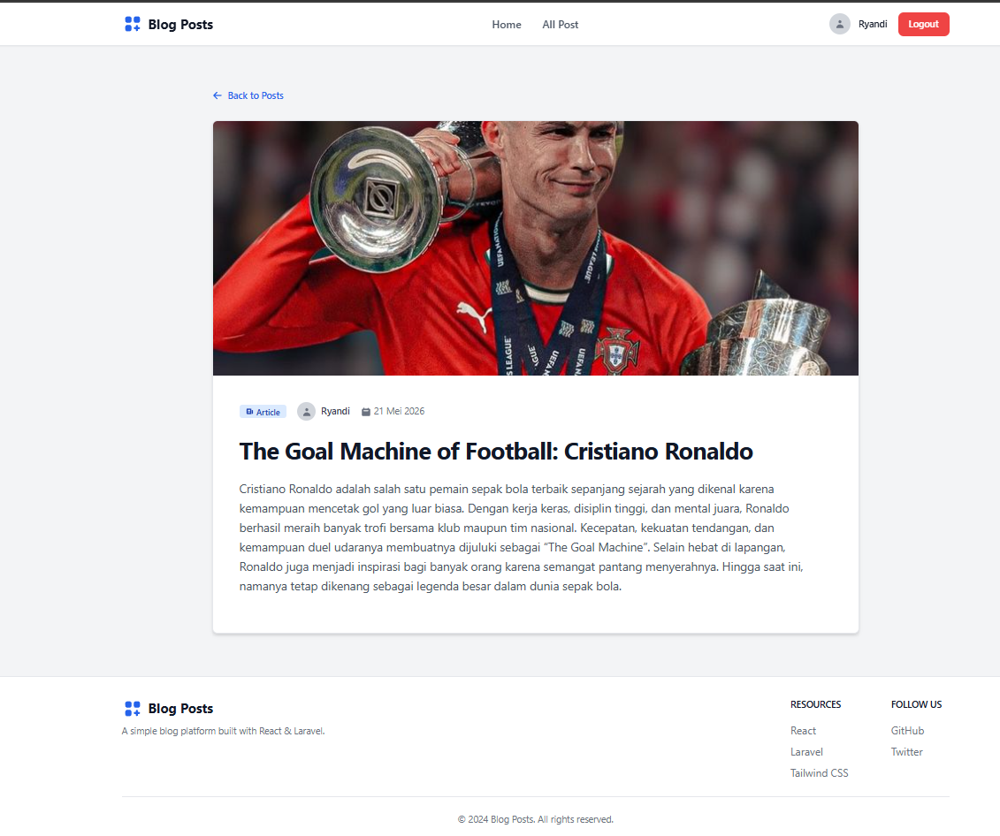 Blog Posts
Home
All Post
Ryandi
Logout
Back to Posts
UEFA NATIONS LEAGUE
Article
Ryandi
21 Mei 2026
The Goal Machine of Football: Cristiano Ronaldo
Cristiano Ronaldo adalah salah satu pemain sepak bola terbaik sepanjang sejarah yang dikenal karena
kemampuan mencetak gol yang luar biasa. Dengan kerja keras, disiplin tinggi, dan mental juara, Ronaldo
berhasil meraih banyak trofi bersama klub maupun tim nasional. Kecepatan, kekuatan tendangan, dan
kemampuan duel udaranya membuatnya dijuluki sebagai “The Goal Machine”. Selain hebat di lapangan,
Ronaldo juga menjadi inspirasi bagi banyak orang karena semangat pantang menyerahnya. Hingga saat ini,
namanya tetap dikenang sebagai legenda besar dalam dunia sepak bola.
Blog Posts
A simple blog platform built with React & Laravel.
RESOURCES
React
Laravel
Tailwind CSS
FOLLOW US
GitHub
Twitter
© 2024 Blog Posts. All rights reserved.